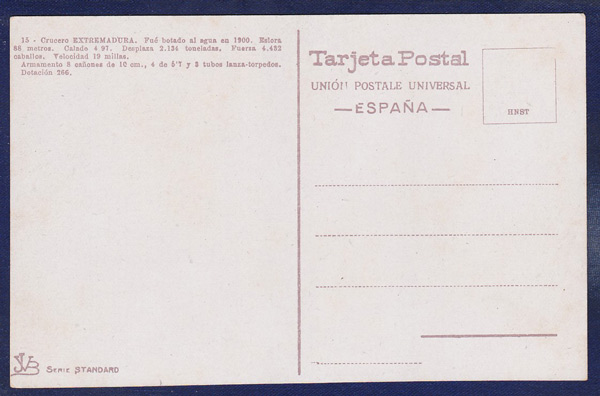 15 - Crucero EXTREMADURA. Fué botado al agua en 1900. Eslora
88 metros. Calado 4'97. Desplaza 2.134 toneladas. Fuerza 4.432
caballos. Velocidad 19 millas.
Armamento 8 cañones de 10 cm., 4 de 5'7 y 3 tubos lanza-torpedos.
Dotación 266.
Tarjeta Postal
UNIÓN POSTALE UNIVERSAL
—ESPAÑA—
HNST
JVB SERIE STANDARD